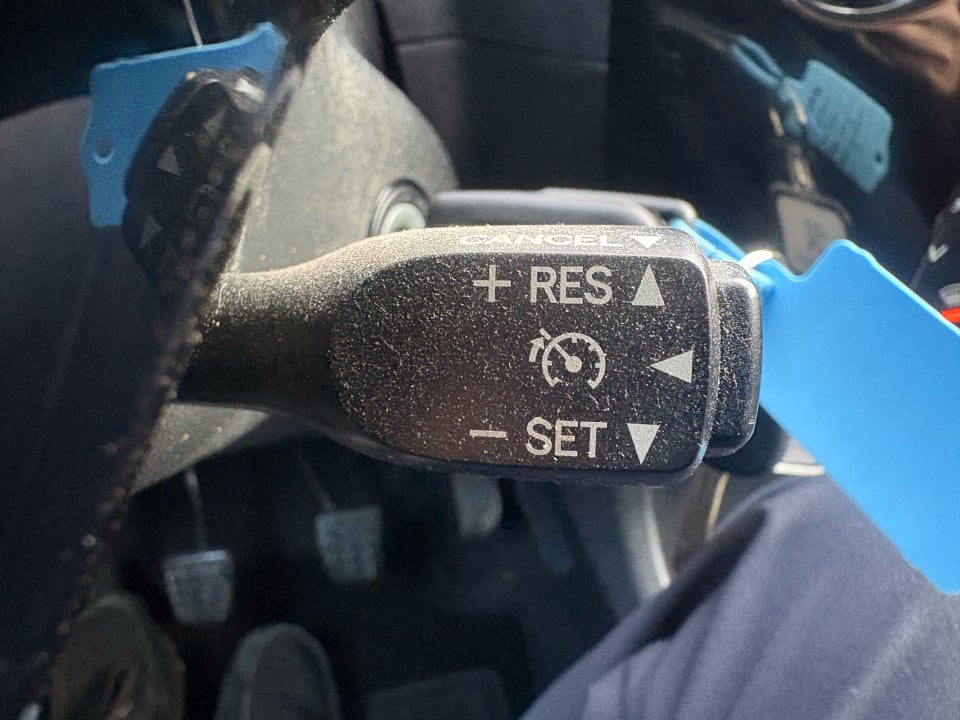 CANCEL
+ RES
- SET